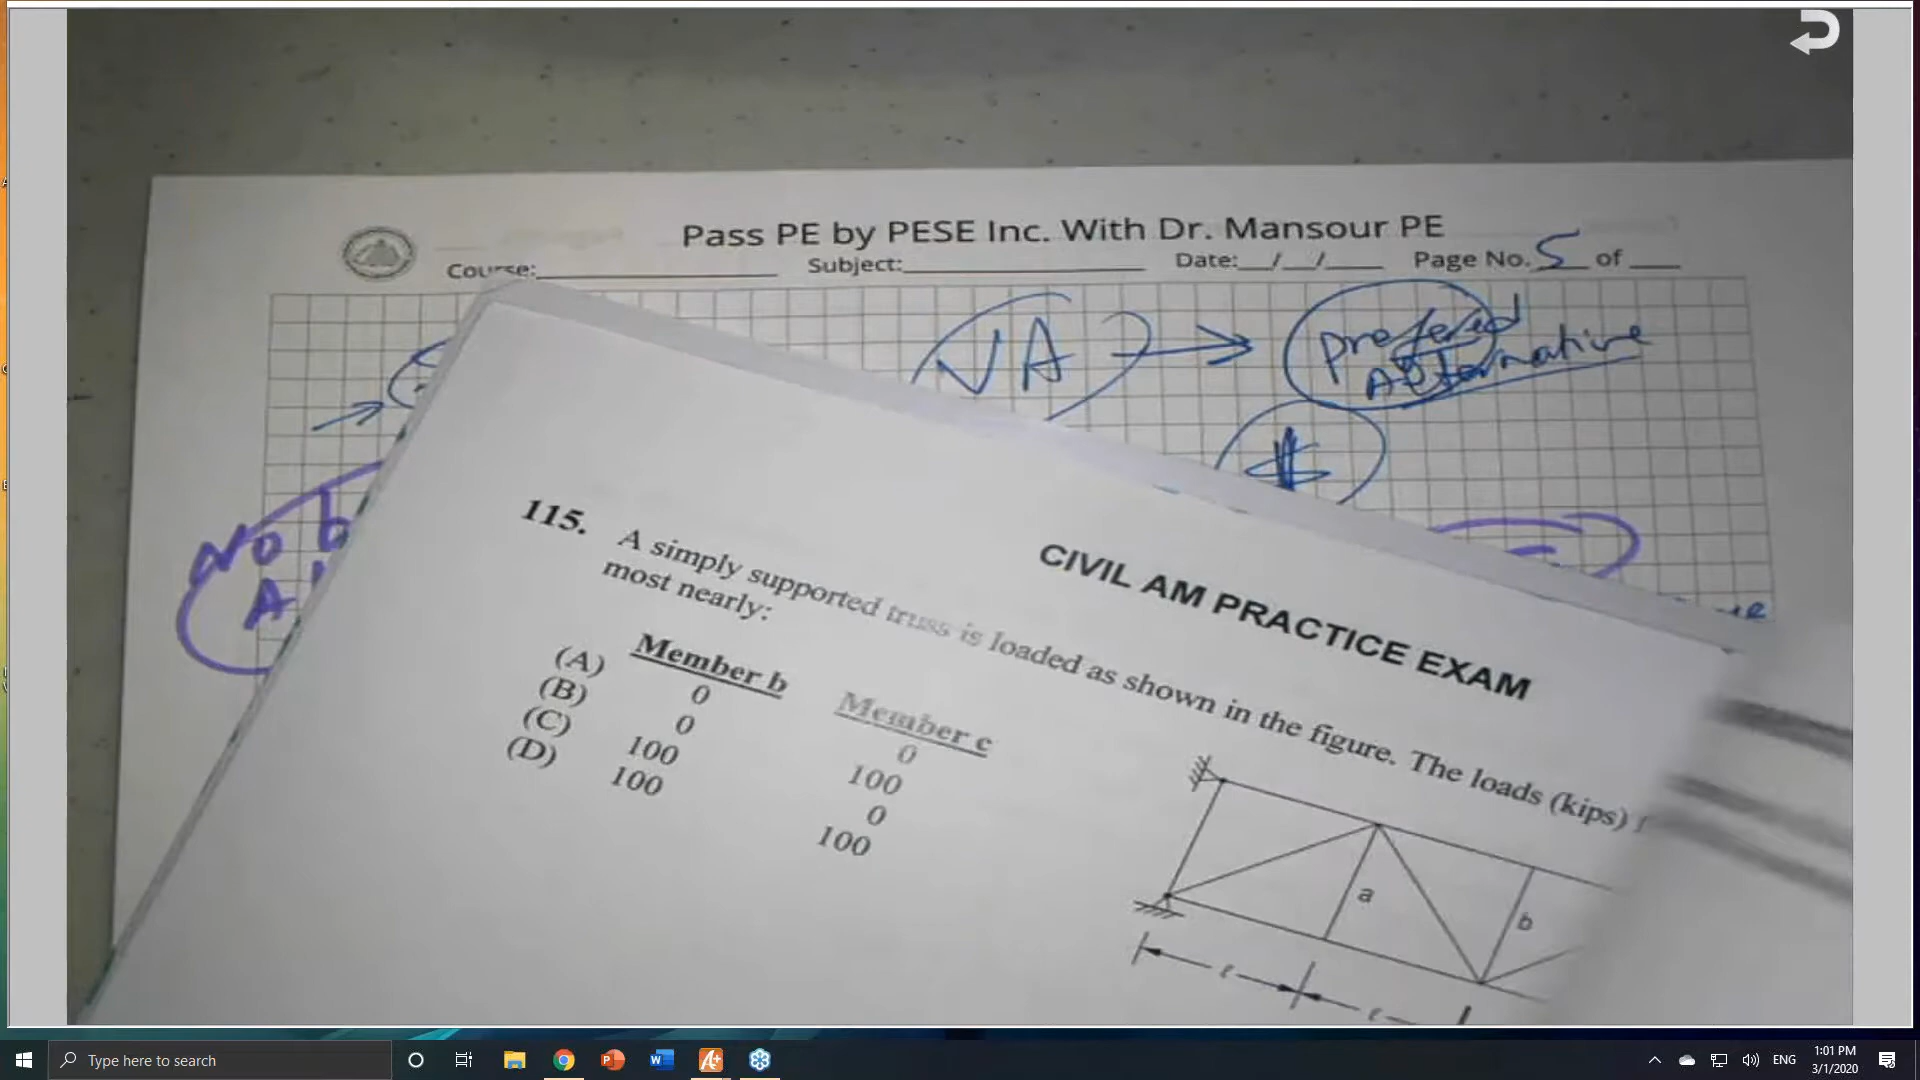 Pass PE by PESE Inc. With Dr. Mansour PE
Course: Subject: Date: / / Page No. 5 of
VA → prefered
Alternative
$
No b
A
CIVIL AM PRACTICE EXAM
115. A simply supported truss is loaded as shown in the figure. The loads (kips)
most nearly:
Member b Member c
(A) 0 0
(B) 0 100
(C) 100 0
(D) 100 100
a
b
ℓ ℓ
Type here to search
ENG
1:01 PM
3/1/2020